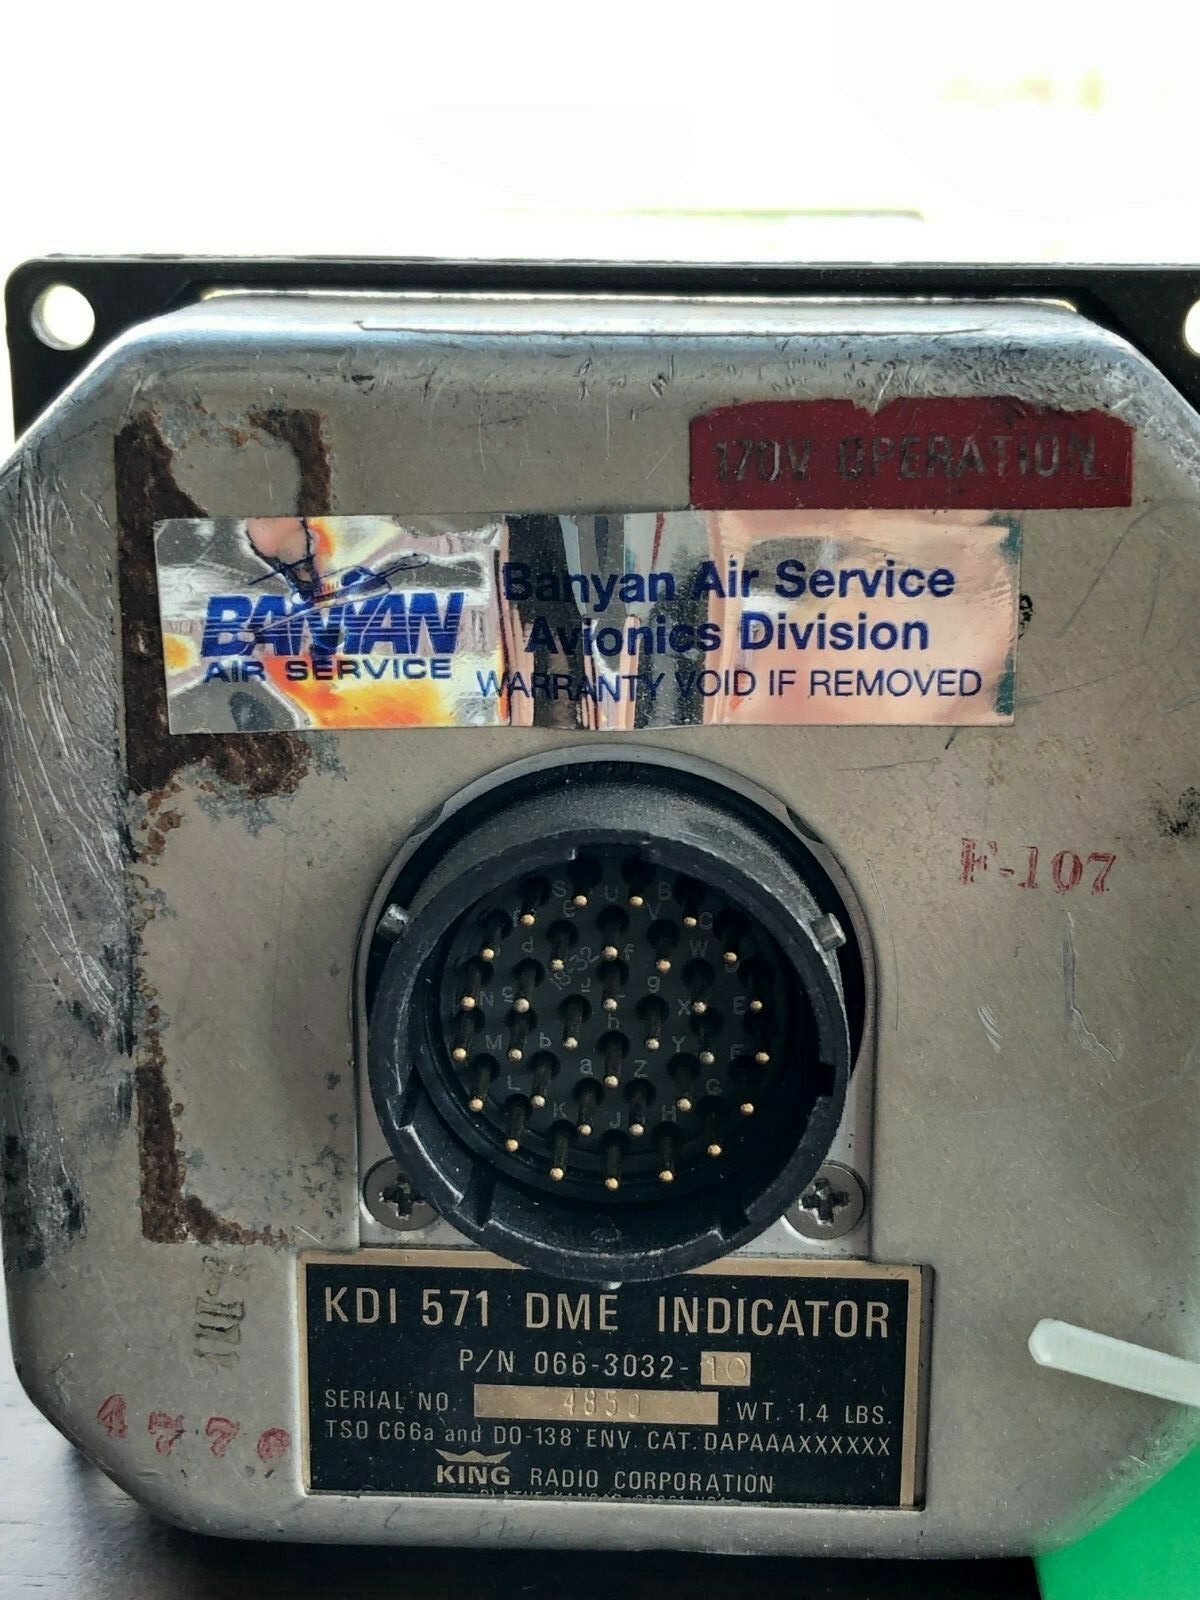 170V OPERATION
BANYAN
AIR SERVICE
Banyan Air Service
Avionics Division
WARRANTY VOID IF REMOVED
F-107
S U B
e V C
d f W D
N c g X E
M b h Y F
L a Z G
K J H
KDI 571 DME INDICATOR
P/N 066-3032-10
SERIAL NO. 4850 WT. 1.4 LBS.
TSO C66a and DO-138 ENV. CAT. DAPAAAXXXXXX
KING RADIO CORPORATION